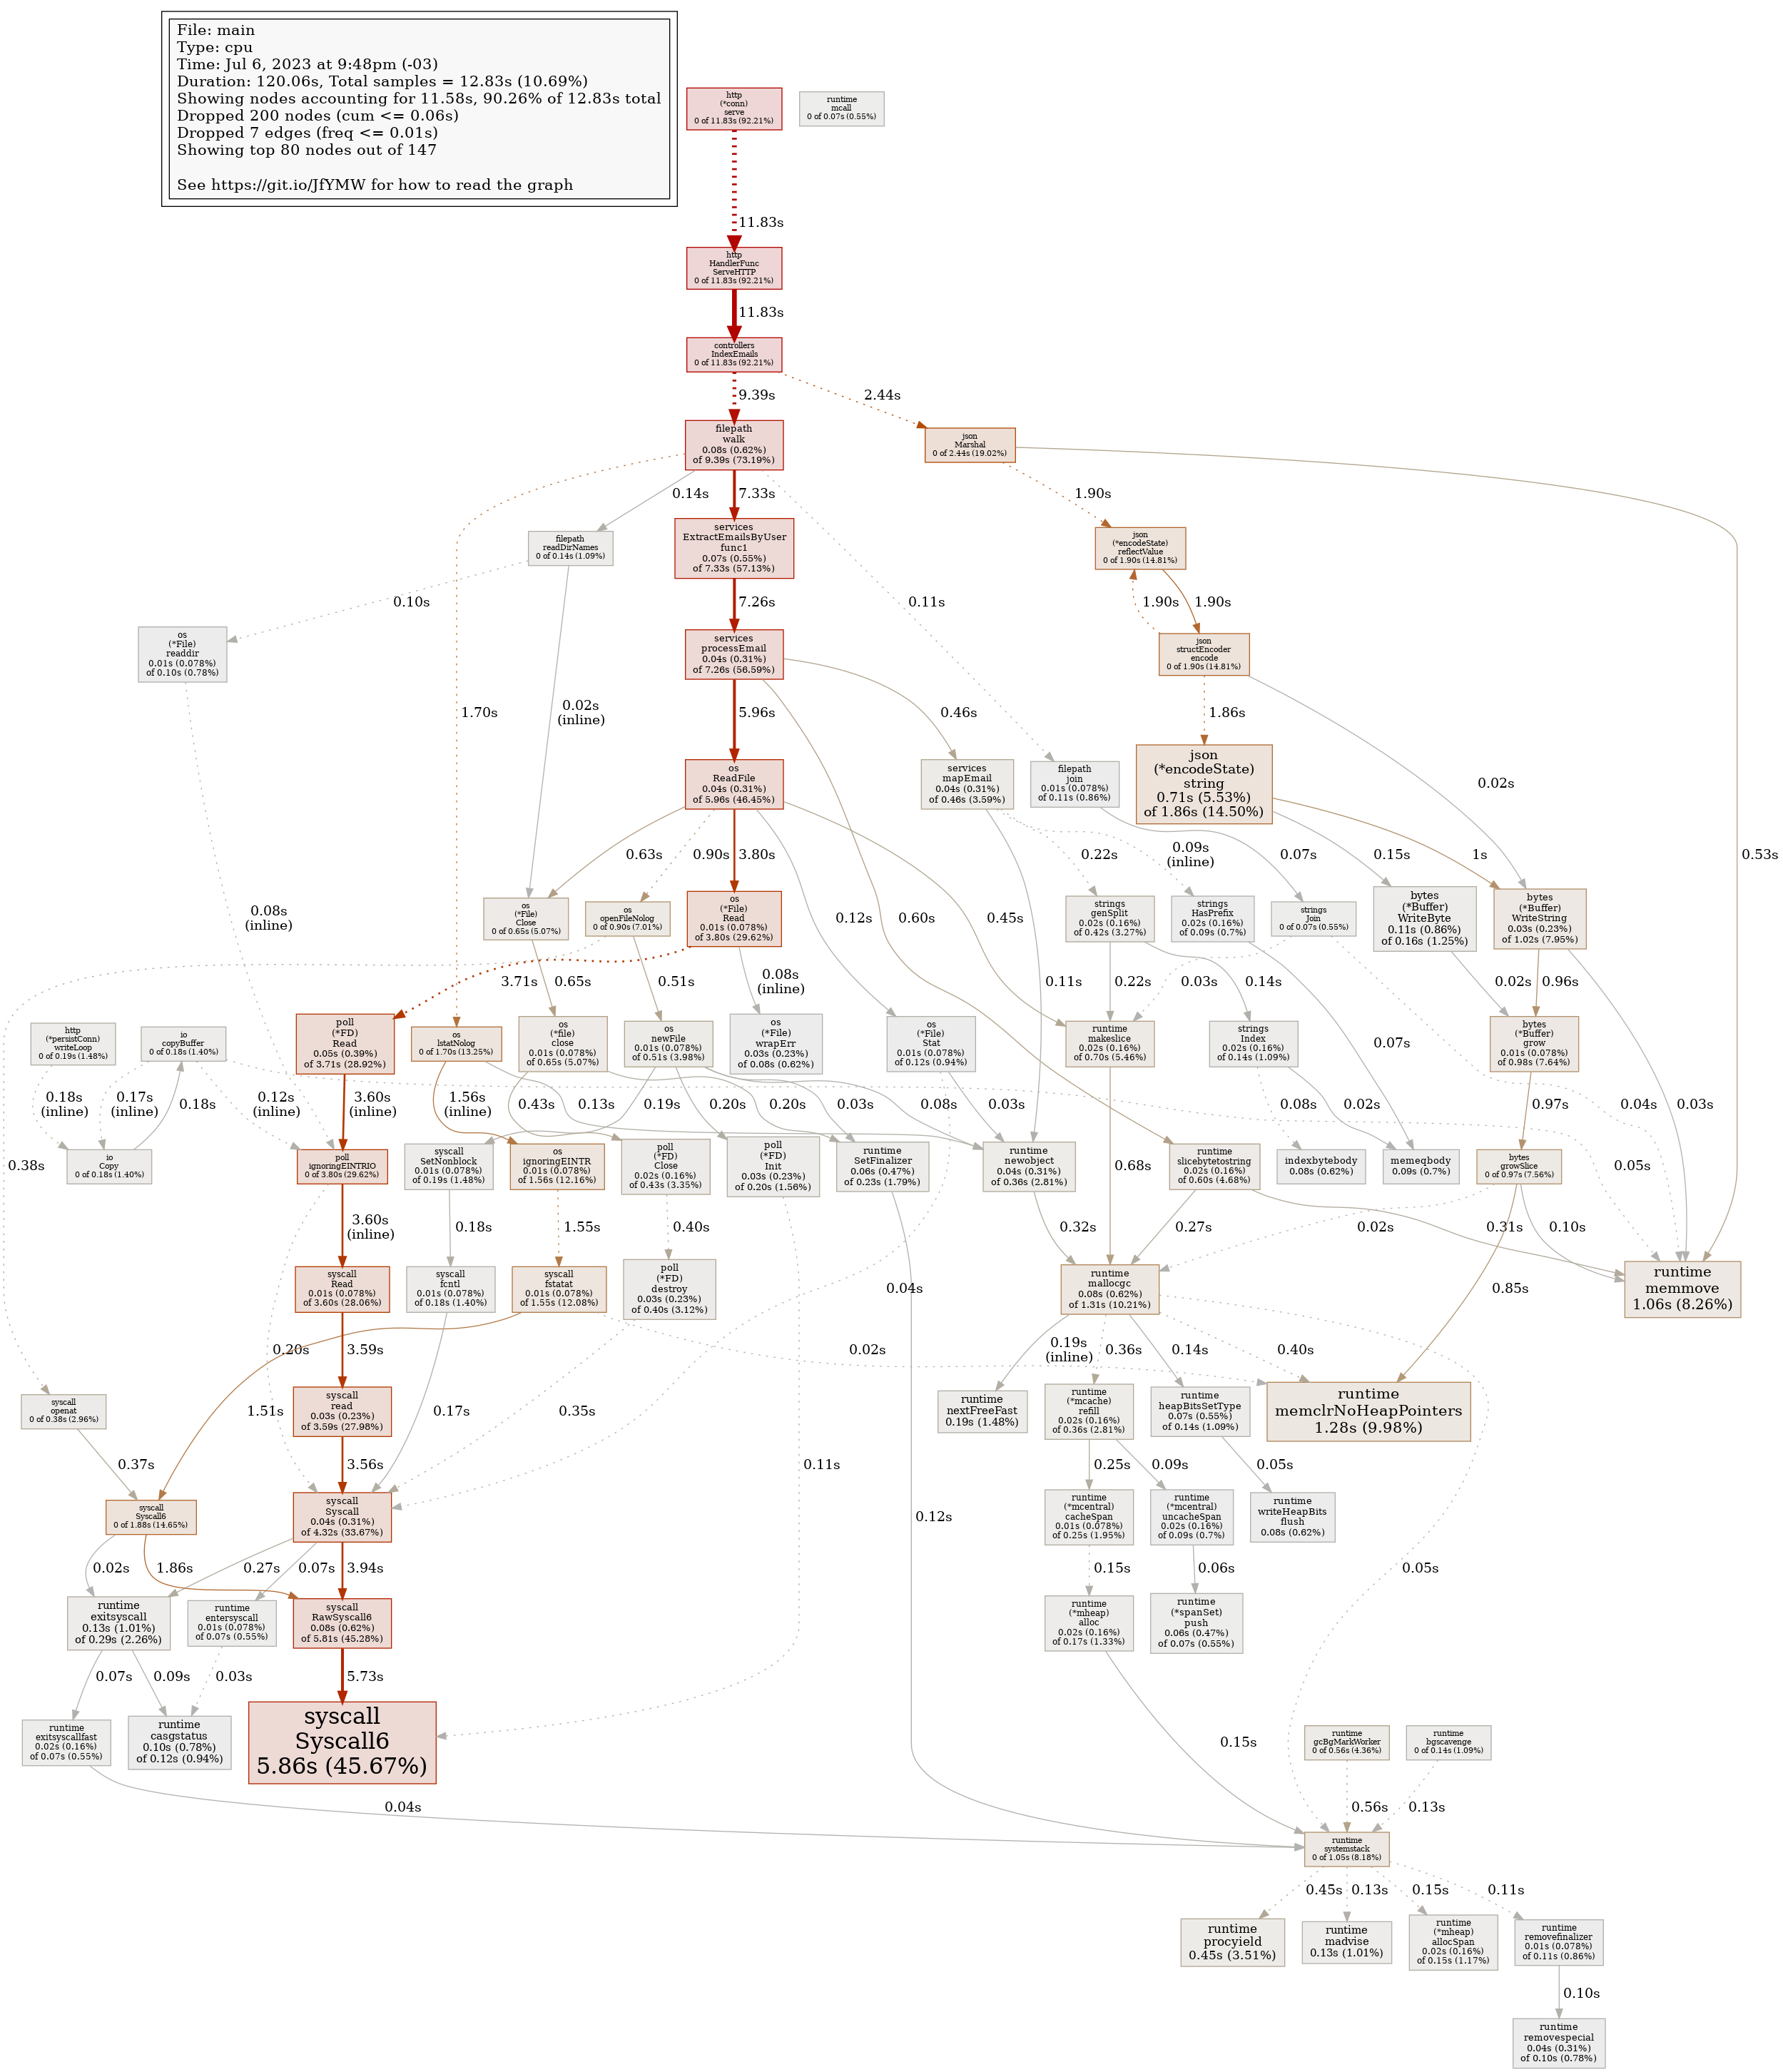 File: main
Type: cpu
Time: Jul 6, 2023 at 9:48pm (-03)
Duration: 120.06s, Total samples = 12.83s (10.69%)
Showing nodes accounting for 11.58s, 90.26% of 12.83s total
Dropped 200 nodes (cum <= 0.06s)
Dropped 7 edges (freq <= 0.01s)
Showing top 80 nodes out of 147
See https://git.io/JfYMW for how to read the graph
http
(*conn)
serve
0 of 11.83s (92.21%)
runtime
mcall
0 of 0.07s (0.55%)
11.83s
http
HandlerFunc
ServeHTTP
0 of 11.83s (92.21%)
11.83s
controllers
IndexEmails
0 of 11.83s (92.21%)
9.39s
2.44s
filepath
walk
0.08s (0.62%)
of 9.39s (73.19%)
json
Marshal
0 of 2.44s (19.02%)
0.14s
7.33s
1.90s
filepath
readDirNames
0 of 0.14s (1.09%)
services
ExtractEmailsByUser
func1
0.07s (0.55%)
of 7.33s (57.13%)
json
(*encodeState)
reflectValue
0 of 1.90s (14.81%)
0.10s
7.26s
0.11s
1.90s
1.90s
os
(*File)
readdir
0.01s (0.078%)
of 0.10s (0.78%)
services
processEmail
0.04s (0.31%)
of 7.26s (56.59%)
json
structEncoder
encode
0 of 1.90s (14.81%)
1.70s
0.02s
(inline)
5.96s
0.46s
1.86s
os
ReadFile
0.04s (0.31%)
of 5.96s (46.45%)
services
mapEmail
0.04s (0.31%)
of 0.46s (3.59%)
filepath
join
0.01s (0.078%)
of 0.11s (0.86%)
json
(*encodeState)
string
0.71s (5.53%)
of 1.86s (14.50%)
0.02s
0.63s
0.90s
3.80s
0.22s
0.09s
(inline)
0.07s
0.15s
1s
0.53s
0.08s
(inline)
os
(*File)
Close
0 of 0.65s (5.07%)
os
openFileNolog
0 of 0.90s (7.01%)
os
(*File)
Read
0.01s (0.078%)
of 3.80s (29.62%)
0.12s
0.60s
0.45s
strings
genSplit
0.02s (0.16%)
of 0.42s (3.27%)
strings
HasPrefix
0.02s (0.16%)
of 0.09s (0.7%)
strings
Join
0 of 0.07s (0.55%)
bytes
(*Buffer)
WriteByte
0.11s (0.86%)
of 0.16s (1.25%)
bytes
(*Buffer)
WriteString
0.03s (0.23%)
of 1.02s (7.95%)
3.71s
0.65s
0.51s
0.08s
(inline)
0.11s
0.22s
0.03s
0.14s
0.02s
0.96s
http
(*persistConn)
writeLoop
0 of 0.19s (1.48%)
io
copyBuffer
0 of 0.18s (1.40%)
poll
(*FD)
Read
0.05s (0.39%)
of 3.71s (28.92%)
os
lstatNolog
0 of 1.70s (13.25%)
os
(*file)
close
0.01s (0.078%)
of 0.65s (5.07%)
os
newFile
0.01s (0.078%)
of 0.51s (3.98%)
os
(*File)
wrapErr
0.03s (0.23%)
of 0.08s (0.62%)
os
(*File)
Stat
0.01s (0.078%)
of 0.12s (0.94%)
runtime
makeslice
0.02s (0.16%)
of 0.70s (5.46%)
strings
Index
0.02s (0.16%)
of 0.14s (1.09%)
0.07s
bytes
(*Buffer)
grow
0.01s (0.078%)
of 0.98s (7.64%)
0.18s
(inline)
0.17s
(inline)
0.18s
0.12s
(inline)
3.60s
(inline)
1.56s
(inline)
0.43s
0.13s
0.19s
0.20s
0.20s
0.03s
0.08s
0.03s
0.08s
0.02s
0.97s
0.04s
0.03s
0.38s
io
Copy
0 of 0.18s (1.40%)
poll
ignoringEINTRIO
0 of 3.80s (29.62%)
syscall
SetNonblock
0.01s (0.078%)
of 0.19s (1.48%)
os
ignoringEINTR
0.01s (0.078%)
of 1.56s (12.16%)
poll
(*FD)
Close
0.02s (0.16%)
of 0.43s (3.35%)
poll
(*FD)
Init
0.03s (0.23%)
of 0.20s (1.56%)
runtime
SetFinalizer
0.06s (0.47%)
of 0.23s (1.79%)
runtime
newobject
0.04s (0.31%)
of 0.36s (2.81%)
0.68s
runtime
slicebytetostring
0.02s (0.16%)
of 0.60s (4.68%)
indexbytebody
0.08s (0.62%)
memeqbody
0.09s (0.7%)
bytes
growSlice
0 of 0.97s (7.56%)
0.05s
3.60s
(inline)
0.18s
1.55s
0.40s
0.32s
0.27s
0.02s
0.31s
0.10s
syscall
Read
0.01s (0.078%)
of 3.60s (28.06%)
syscall
fcntl
0.01s (0.078%)
of 0.18s (1.40%)
syscall
fstatat
0.01s (0.078%)
of 1.55s (12.08%)
poll
(*FD)
destroy
0.03s (0.23%)
of 0.40s (3.12%)
0.04s
runtime
mallocgc
0.08s (0.62%)
of 1.31s (10.21%)
0.85s
runtime
memmove
1.06s (8.26%)
0.20s
3.59s
0.02s
0.19s
(inline)
0.36s
0.14s
0.40s
syscall
openat
0 of 0.38s (2.96%)
1.51s
syscall
read
0.03s (0.23%)
of 3.59s (27.98%)
0.17s
0.35s
runtime
nextFreeFast
0.19s (1.48%)
runtime
(*mcache)
refill
0.02s (0.16%)
of 0.36s (2.81%)
runtime
heapBitsSetType
0.07s (0.55%)
of 0.14s (1.09%)
runtime
memclrNoHeapPointers
1.28s (9.98%)
0.37s
3.56s
0.11s
0.25s
0.09s
0.05s
syscall
Syscall6
0 of 1.88s (14.65%)
syscall
Syscall
0.04s (0.31%)
of 4.32s (33.67%)
0.12s
runtime
(*mcentral)
cacheSpan
0.01s (0.078%)
of 0.25s (1.95%)
runtime
(*mcentral)
uncacheSpan
0.02s (0.16%)
of 0.09s (0.7%)
runtime
writeHeapBits
flush
0.08s (0.62%)
0.02s
1.86s
0.27s
0.07s
3.94s
0.15s
0.06s
0.05s
runtime
exitsyscall
0.13s (1.01%)
of 0.29s (2.26%)
runtime
entersyscall
0.01s (0.078%)
of 0.07s (0.55%)
syscall
RawSyscall6
0.08s (0.62%)
of 5.81s (45.28%)
runtime
(*mheap)
alloc
0.02s (0.16%)
of 0.17s (1.33%)
runtime
(*spanSet)
push
0.06s (0.47%)
of 0.07s (0.55%)
0.07s
0.09s
0.03s
5.73s
runtime
exitsyscallfast
0.02s (0.16%)
of 0.07s (0.55%)
runtime
casgstatus
0.10s (0.78%)
of 0.12s (0.94%)
syscall
Syscall6
5.86s (45.67%)
0.15s
runtime
gcBgMarkWorker
0 of 0.56s (4.36%)
runtime
bgscavenge
0 of 0.14s (1.09%)
0.04s
0.56s
0.13s
runtime
systemstack
0 of 1.05s (8.18%)
0.45s
0.13s
0.15s
0.11s
runtime
procyield
0.45s (3.51%)
runtime
madvise
0.13s (1.01%)
runtime
(*mheap)
allocSpan
0.02s (0.16%)
of 0.15s (1.17%)
runtime
removefinalizer
0.01s (0.078%)
of 0.11s (0.86%)
0.10s
runtime
removespecial
0.04s (0.31%)
of 0.10s (0.78%)